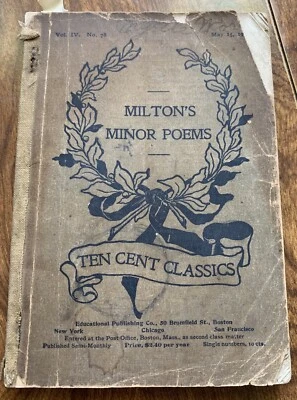 Vol. IV. No.
May
MILTON'S
MINOR POEMS
TEN CENT CLASSICS
Educational Publishing Co., 50 Bromfield St., Boston
New York Chicago San Francisco
Entered at the Post Office, Boston, Mass., as second class matter
Published Semi-Monthly Price, $2.40 per year Single numbers, 10 cts.